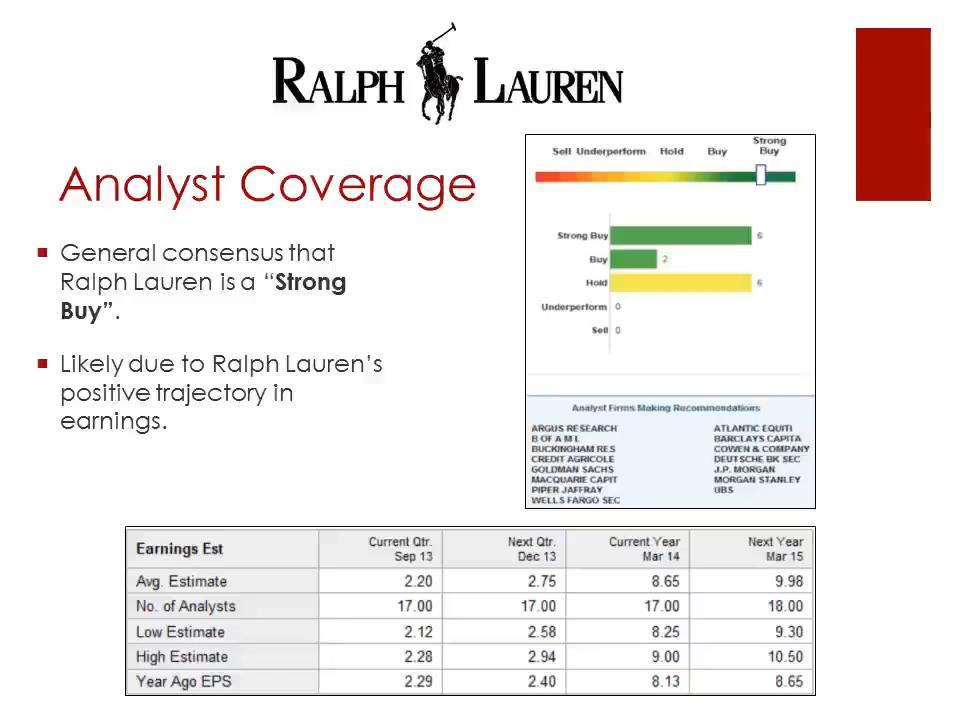 RALPH LAUREN
Analyst Coverage
General consensus that
Ralph Lauren is a “Strong
Buy”.
Likely due to Ralph Lauren’s
positive trajectory in
earnings.
Sell Underperform Hold Buy Strong Buy
Strong Buy 6
Buy 2
Hold 6
Underperform 0
Sell 0
Analyst Firms Making Recommendations
ARGUS RESEARCH ATLANTIC EQUITI
B OF A M L BARCLAYS CAPITA
BUCKINGHAM RES COWEN & COMPANY
CREDIT AGRICOLE DEUTSCHE BK SEC
GOLDMAN SACHS J.P. MORGAN
MACQUARIE CAPIT MORGAN STANLEY
PIPER JAFFRAY UBS
WELLS FARGO SEC
Earnings Est Current Qtr. Sep 13 Next Qtr. Dec 13 Current Year Mar 14 Next Year Mar 15
Avg. Estimate 2.20 2.75 8.65 9.98
No. of Analysts 17.00 17.00 17.00 18.00
Low Estimate 2.12 2.58 8.25 9.30
High Estimate 2.28 2.94 9.00 10.50
Year Ago EPS 2.29 2.40 8.13 8.65